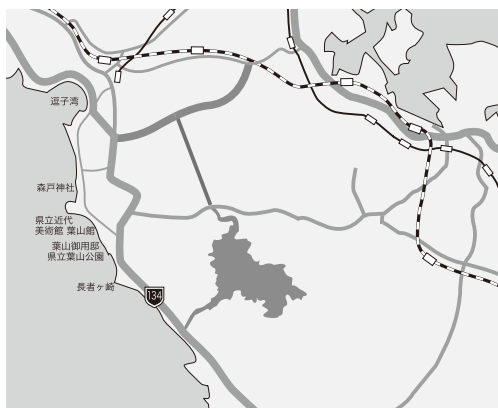 逗子湾
森戸神社
県立近代
美術館 葉山館
葉山御用邸
県立葉山公園
長者ヶ崎
134